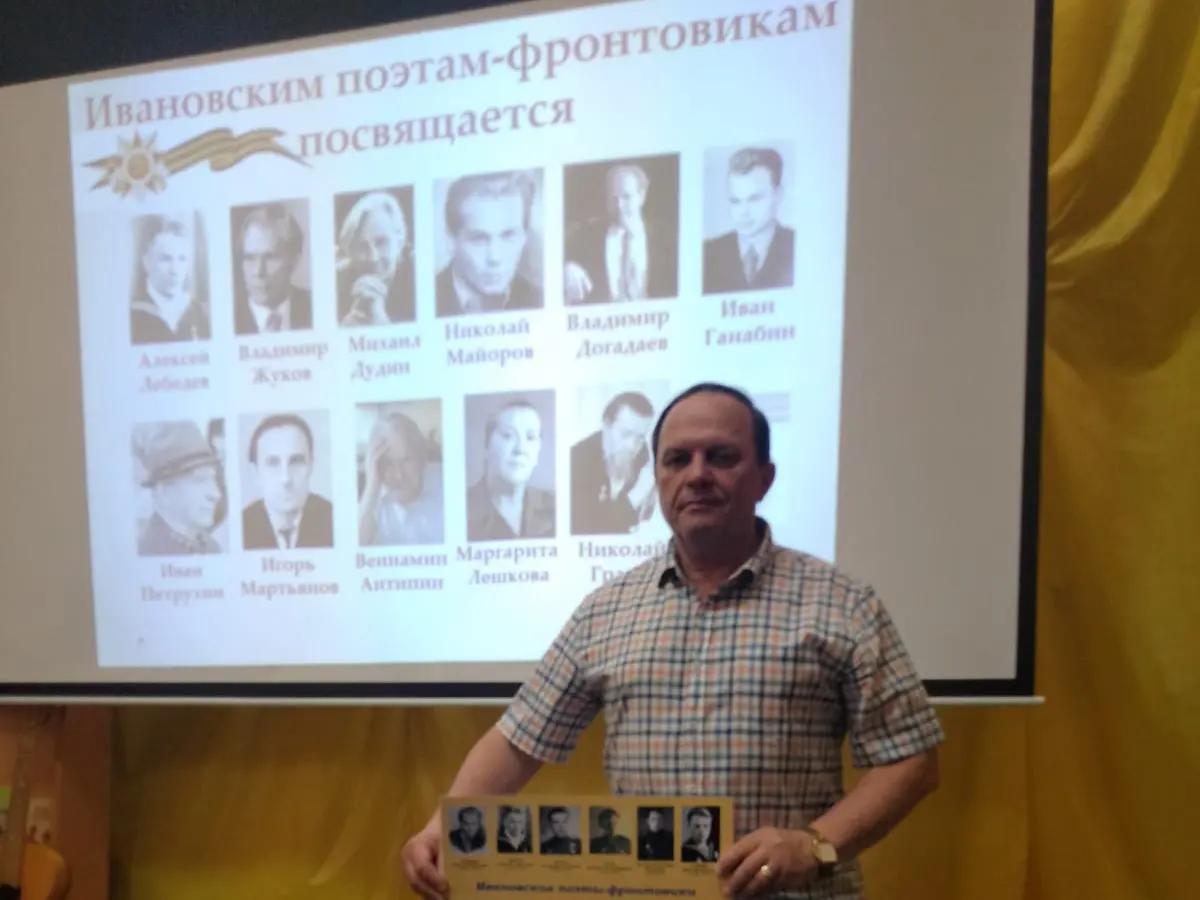 Ивановским поэтам-фронтовикам
посвящается
Алексей
Лебедев
Владимир
Жуков
Михаил
Дудин
Николай
Майоров
Владимир
Догадаев
Иван
Ганабин
Иван
Петрухин
Игорь
Мартьянов
Вениамин
Антипин
Маргарита
Лешкова
Николай
Гр
Ивановские поэты-фронтовики